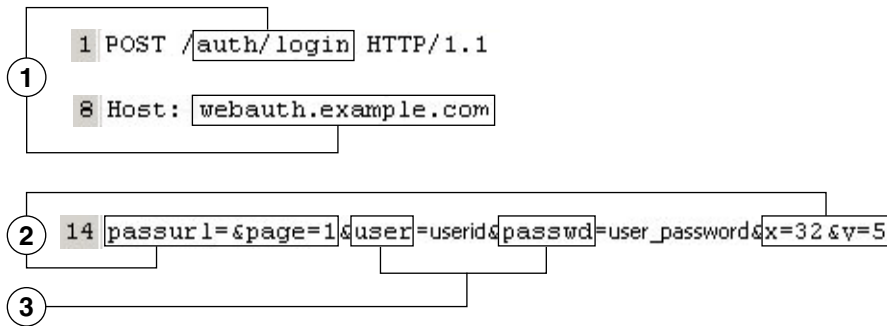 1 POST /auth/login HTTP/1.1
1
8 Host: webauth.example.com
2
14 passurl=&page=1&user=userid&passwd=user_password&x=32&y=5
3